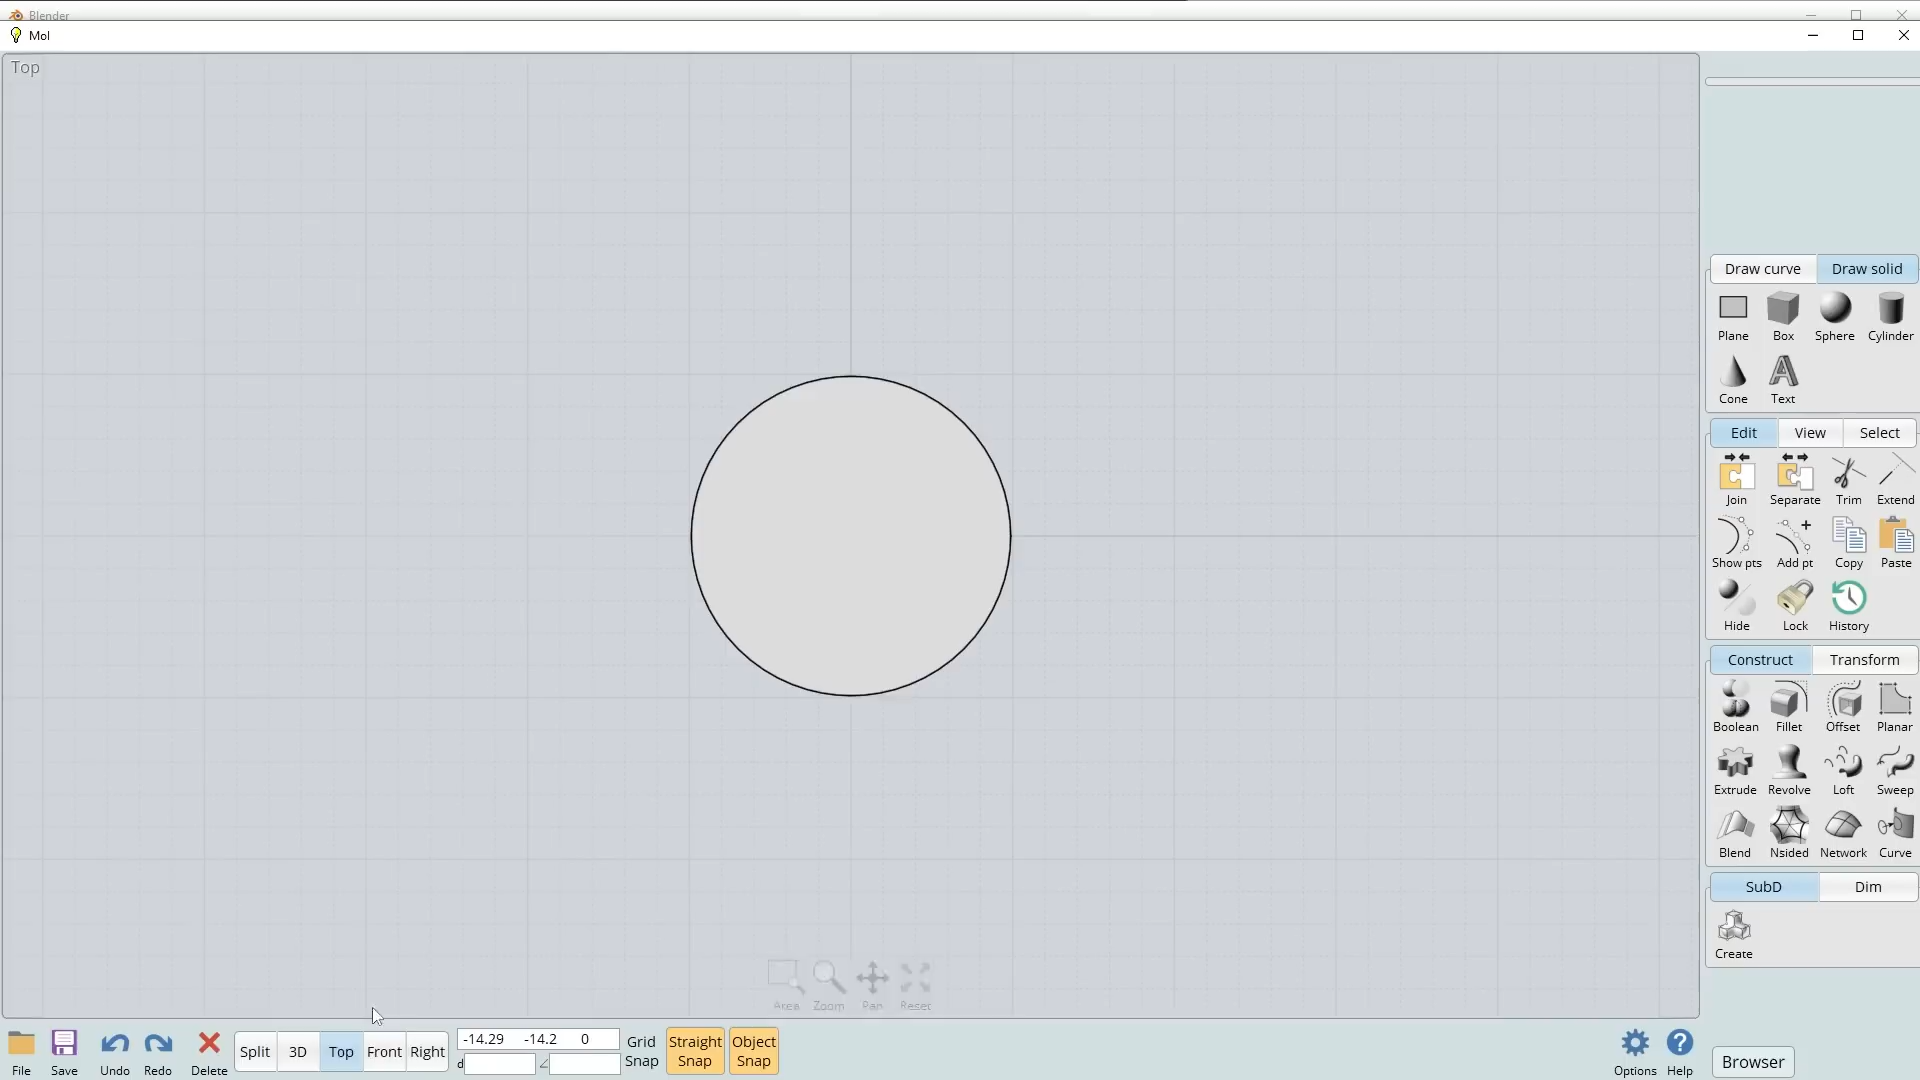 Blender
MoI
Top
Draw curve Draw solid
Plane Box Sphere Cylinder
Cone Text
Edit View Select
Join Separate Trim Extend
Show pts Add pt Copy Paste
Hide Lock History
Construct Transform
Boolean Fillet Offset Planar
Extrude Revolve Loft Sweep
Blend Nsided Network Curve
SubD Dim
Create
Area Zoom Pan Reset
File Save Undo Redo Delete
Split 3D Top Front Right
-14.29 -14.2 0
d
Grid Snap
Straight Snap
Object Snap
Options Help
Browser